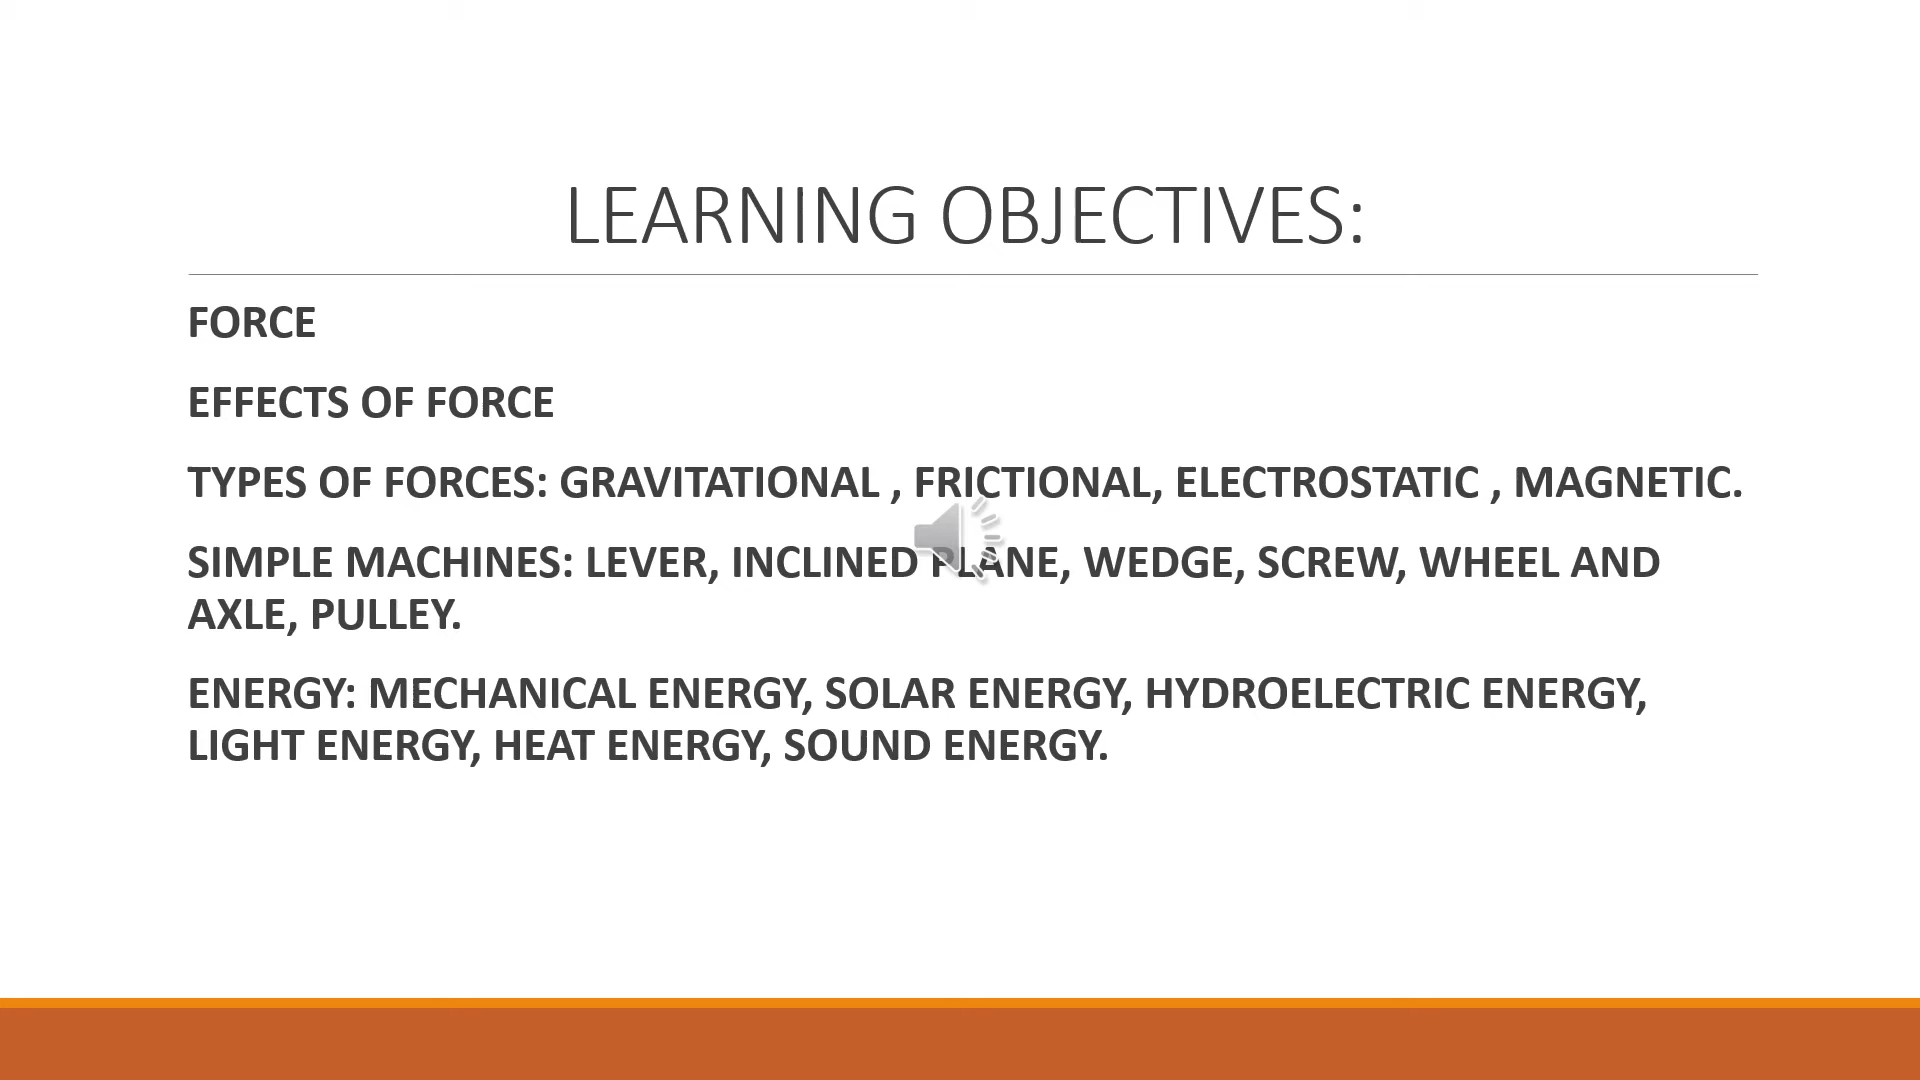 LEARNING OBJECTIVES:
FORCE
EFFECTS OF FORCE
TYPES OF FORCES: GRAVITATIONAL , FRICTIONAL, ELECTROSTATIC , MAGNETIC.
SIMPLE MACHINES: LEVER, INCLINED PLANE, WEDGE, SCREW, WHEEL AND
AXLE, PULLEY.
ENERGY: MECHANICAL ENERGY, SOLAR ENERGY, HYDROELECTRIC ENERGY,
LIGHT ENERGY, HEAT ENERGY, SOUND ENERGY.